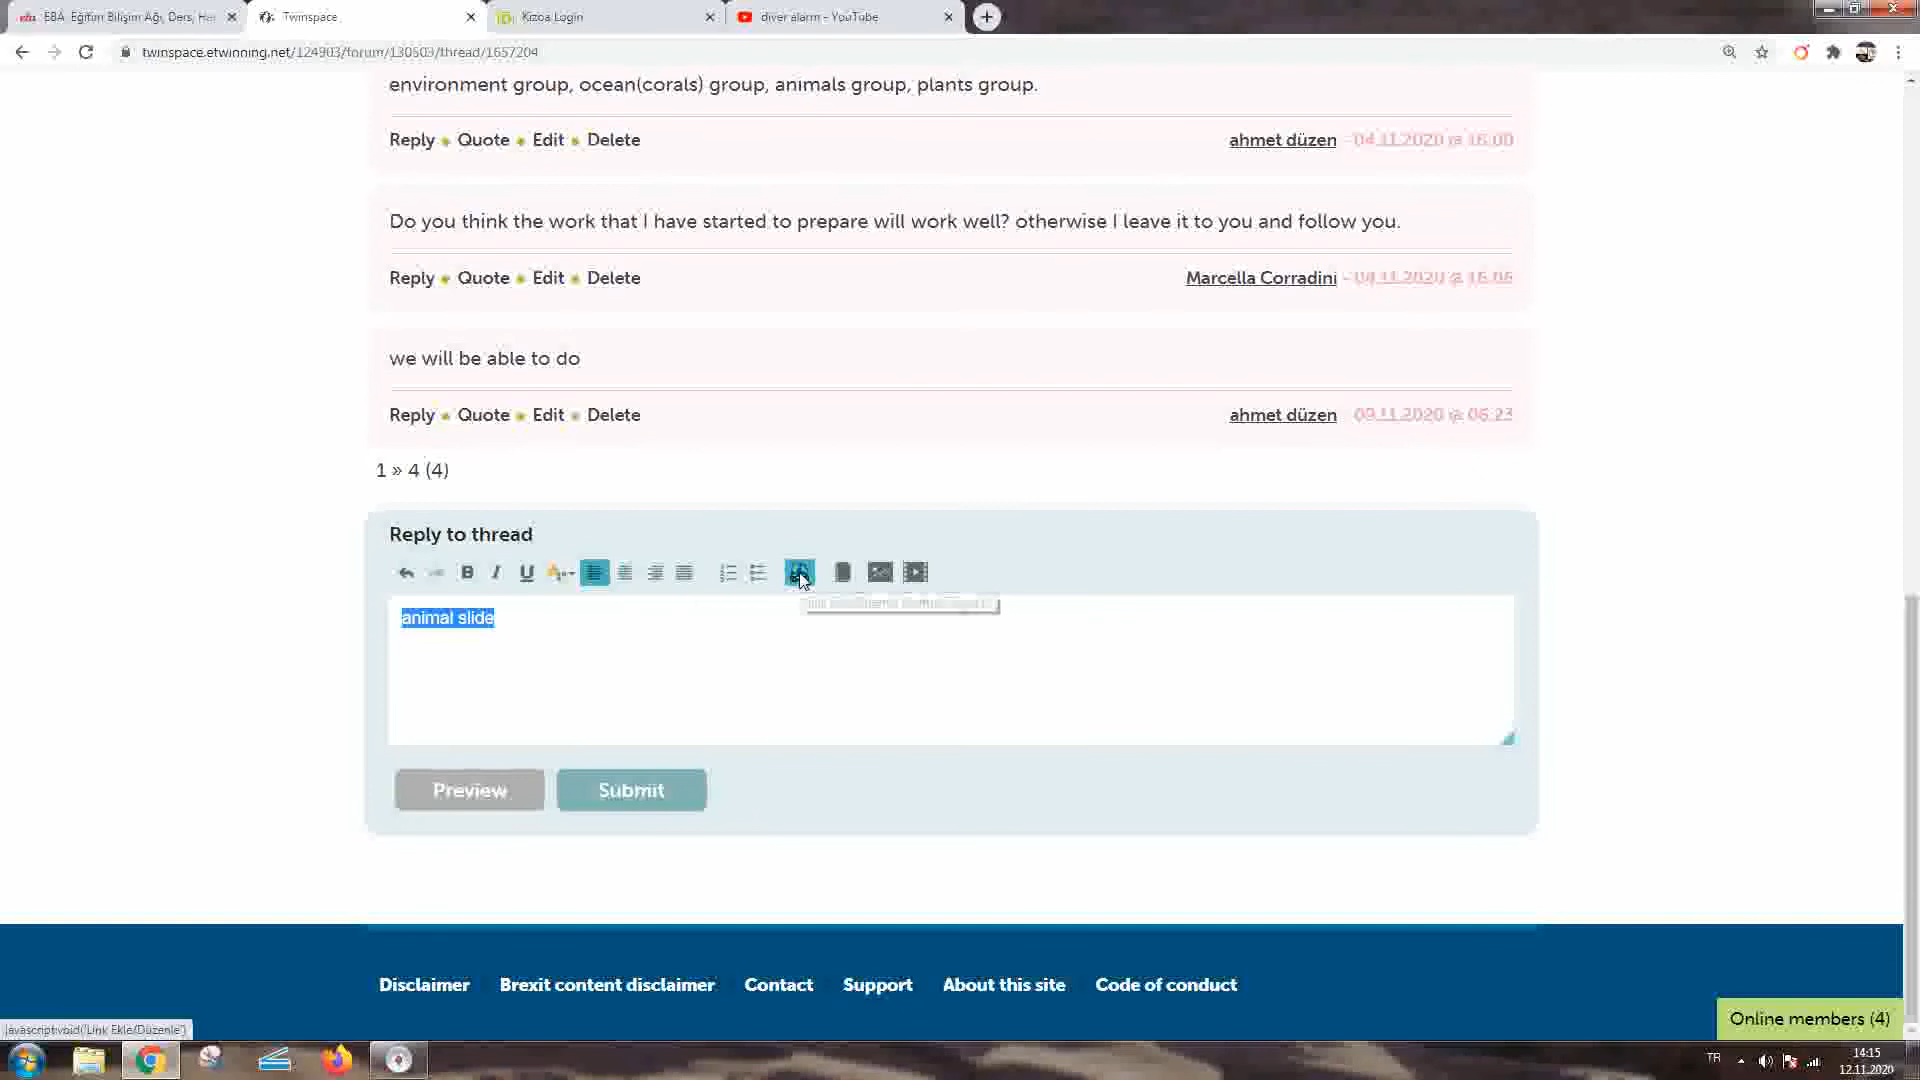 EBA Eğitim Bilişim Ağı, Ders, Har
Twinspace
Kizoa Login
diver alarm - YouTube
twinspace.etwinning.net/124903/forum/130503/thread/1657204
environment group, ocean(corals) group, animals group, plants group.
Reply Quote Edit Delete ahmet düzen - 04.11.2020 @ 16:00
Do you think the work that I have started to prepare will work well? otherwise I leave it to you and follow you.
Reply Quote Edit Delete Marcella Corradini - 04.11.2020 @ 16:06
we will be able to do
Reply Quote Edit Delete ahmet düzen 09.11.2020 @ 06:23
1 » 4 (4)
Reply to thread
animal slide
Preview Submit
Disclaimer Brexit content disclaimer Contact Support About this site Code of conduct
Online members (4)
javascript:void('Link Ekle/Düzenle')
TR
14:15
12.11.2020